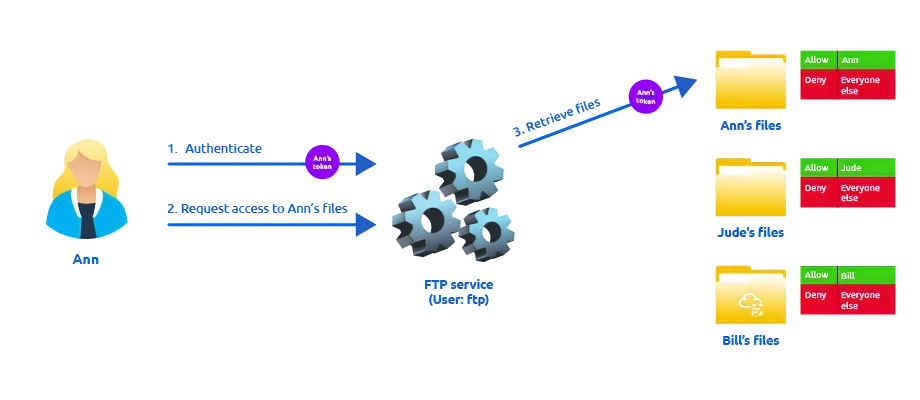 Ann
1. Authenticate
Ann's
token
2. Request access to Ann's files
FTP service
(User: ftp)
3. Retrieve files
Ann's
token
Allow Ann
Deny Everyone
else
Ann's files
Allow Jude
Deny Everyone
else
Jude's files
Allow Bill
Deny Everyone
else
Bill's files